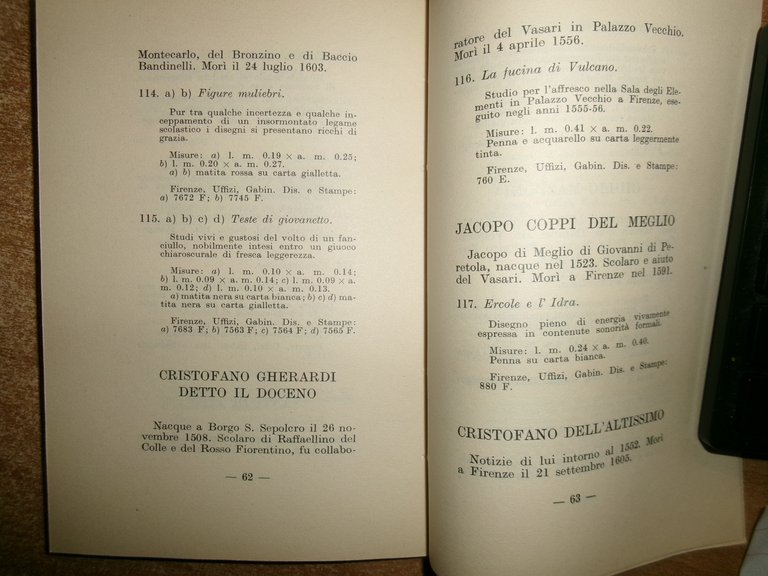 Montecarlo, del Bronzino e di Baccio
Bandinelli. Morì il 24 luglio 1603.
114. a) b) Figure muliebri.
Pur tra qualche incertezza e qualche in-
ceppamento di un insormontato legame
scolastico i disegni si presentano ricchi di
grazia.
Misure: a) l. m. 0.19 × a. m. 0.25;
b) l. m. 0.20 × a. m. 0.27.
a) b) matita rossa su carta gialletta.
Firenze, Uffizi, Gabin. Dis. e Stampe:
a) 7672 F; b) 7745 F.
115. a) b) c) d) Teste di giovanetto.
Studi vivi e gustosi del volto di un fan-
ciullo, nobilmente intesi entro un giuoco
chiaroscurale di fresca leggerezza.
Misure: a) l. m. 0.10 × a. m. 0.14;
b) l. m. 0.09 × a. m. 0.14; c) l. m. 0.09 × a.
m. 0.12; d) l. m. 0.10 × a. m. 0.13.
a) matita nera su carta bianca; b) c) d) ma-
tita nera su carta gialletta.
Firenze, Uffizi, Gabin. Dis. e Stampe:
a) 7683 F; b) 7563 F; c) 7564 F; d) 7565 F.
CRISTOFANO GHERARDI
DETTO IL DOCENO
Nacque a Borgo S. Sepolcro il 26 no-
vembre 1508. Scolaro di Raffaellino del
Colle e del Rosso Fiorentino, fu collabo-
— 62 —
ratore del Vasari in Palazzo Vecchio.
Morì il 4 aprile 1556.
116. La fucina di Vulcano.
Studio per l'affresco nella Sala degli Ele-
menti in Palazzo Vecchio a Firenze, ese-
guito negli anni 1555-56.
Misure: l. m. 0.41 × a. m. 0.22.
Penna e acquarello su carta leggermente
tinta.
Firenze, Uffizi, Gabin. Dis. e Stampe:
760 E.
JACOPO COPPI DEL MEGLIO
Jacopo di Meglio di Giovanni di Pe-
retola, nacque nel 1523. Scolaro e aiuto
del Vasari. Morì a Firenze nel 1591.
117. Ercole e l' Idra.
Disegno pieno di energia vivamente
espressa in contenute sonorità formali.
Misure: l. m. 0.24 × a. m. 0.40.
Penna su carta bianca.
Firenze, Uffizi, Gabin. Dis. e Stampe:
880 F.
CRISTOFANO DELL'ALTISSIMO
Notizie di lui intorno al 1552. Morì
a Firenze il 21 settembre 1605.
— 63 —